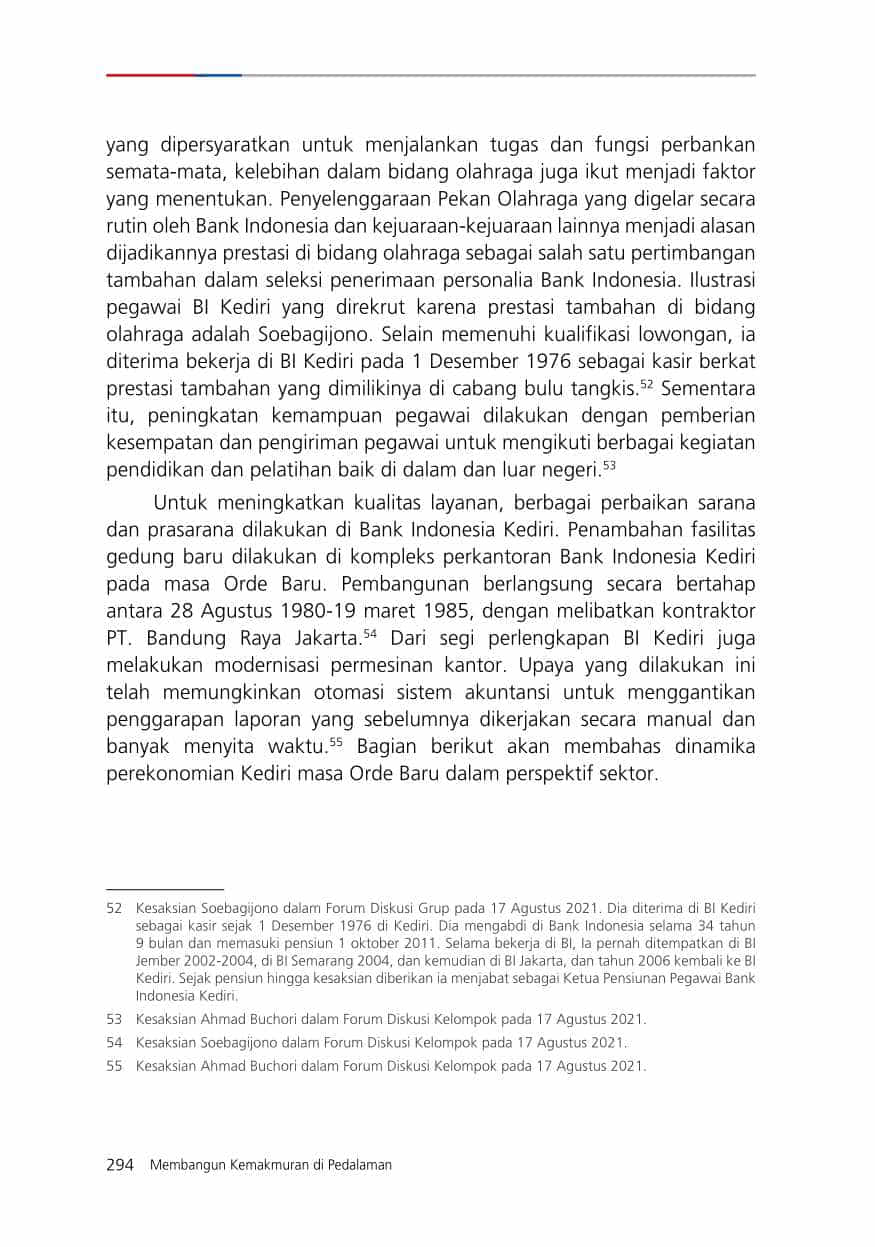 yang dipersyaratkan untuk menjalankan tugas dan fungsi perbankan
semata-mata, kelebihan dalam bidang olahraga juga ikut menjadi faktor
yang menentukan. Penyelenggaraan Pekan Olahraga yang digelar secara
rutin oleh Bank Indonesia dan kejuaraan-kejuaraan lainnya menjadi alasan
dijadikannya prestasi di bidang olahraga sebagai salah satu pertimbangan
tambahan dalam seleksi penerimaan personalia Bank Indonesia. Ilustrasi
pegawai BI Kediri yang direkrut karena prestasi tambahan di bidang
olahraga adalah Soebagijono. Selain memenuhi kualifikasi lowongan, ia
diterima bekerja di BI Kediri pada 1 Desember 1976 sebagai kasir berkat
prestasi tambahan yang dimilikinya di cabang bulu tangkis.⁵² Sementara
itu, peningkatan kemampuan pegawai dilakukan dengan pemberian
kesempatan dan pengiriman pegawai untuk mengikuti berbagai kegiatan
pendidikan dan pelatihan baik di dalam dan luar negeri.⁵³
Untuk meningkatkan kualitas layanan, berbagai perbaikan sarana
dan prasarana dilakukan di Bank Indonesia Kediri. Penambahan fasilitas
gedung baru dilakukan di kompleks perkantoran Bank Indonesia Kediri
pada masa Orde Baru. Pembangunan berlangsung secara bertahap
antara 28 Agustus 1980-19 maret 1985, dengan melibatkan kontraktor
PT. Bandung Raya Jakarta.⁵⁴ Dari segi perlengkapan BI Kediri juga
melakukan modernisasi permesinan kantor. Upaya yang dilakukan ini
telah memungkinkan otomasi sistem akuntansi untuk menggantikan
penggarapan laporan yang sebelumnya dikerjakan secara manual dan
banyak menyita waktu.⁵⁵ Bagian berikut akan membahas dinamika
perekonomian Kediri masa Orde Baru dalam perspektif sektor.
52 Kesaksian Soebagijono dalam Forum Diskusi Grup pada 17 Agustus 2021. Dia diterima di BI Kediri
sebagai kasir sejak 1 Desember 1976 di Kediri. Dia mengabdi di Bank Indonesia selama 34 tahun
9 bulan dan memasuki pensiun 1 oktober 2011. Selama bekerja di BI, Ia pernah ditempatkan di BI
Jember 2002-2004, di BI Semarang 2004, dan kemudian di BI Jakarta, dan tahun 2006 kembali ke BI
Kediri. Sejak pensiun hingga kesaksian diberikan ia menjabat sebagai Ketua Pensiunan Pegawai Bank
Indonesia Kediri.
53 Kesaksian Ahmad Buchori dalam Forum Diskusi Kelompok pada 17 Agustus 2021.
54 Kesaksian Soebagijono dalam Forum Diskusi Kelompok pada 17 Agustus 2021.
55 Kesaksian Ahmad Buchori dalam Forum Diskusi Kelompok pada 17 Agustus 2021.
294 Membangun Kemakmuran di Pedalaman